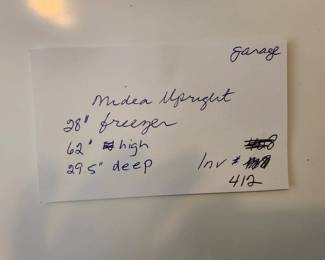 garage
midea Upright
28" freezer
62" high
29.5" deep
Inv #
412